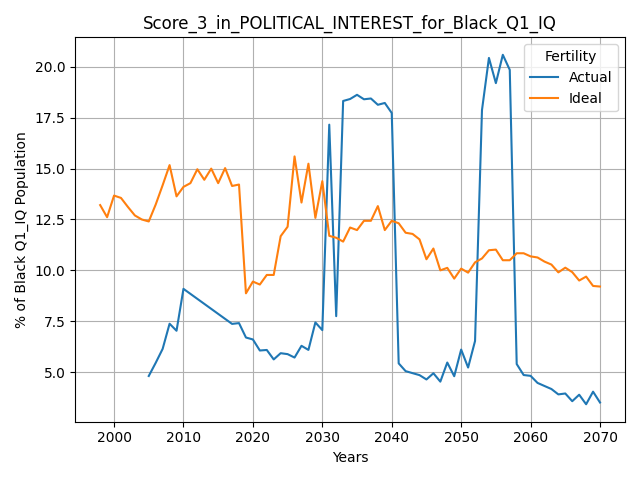 Score_3_in_POLITICAL_INTEREST_for_Black_Q1_IQ
Fertility
Actual
Ideal
% of Black Q1_IQ Population
20.0
17.5
15.0
12.5
10.0
7.5
5.0
2000 2010 2020 2030 2040 2050 2060 2070
Years